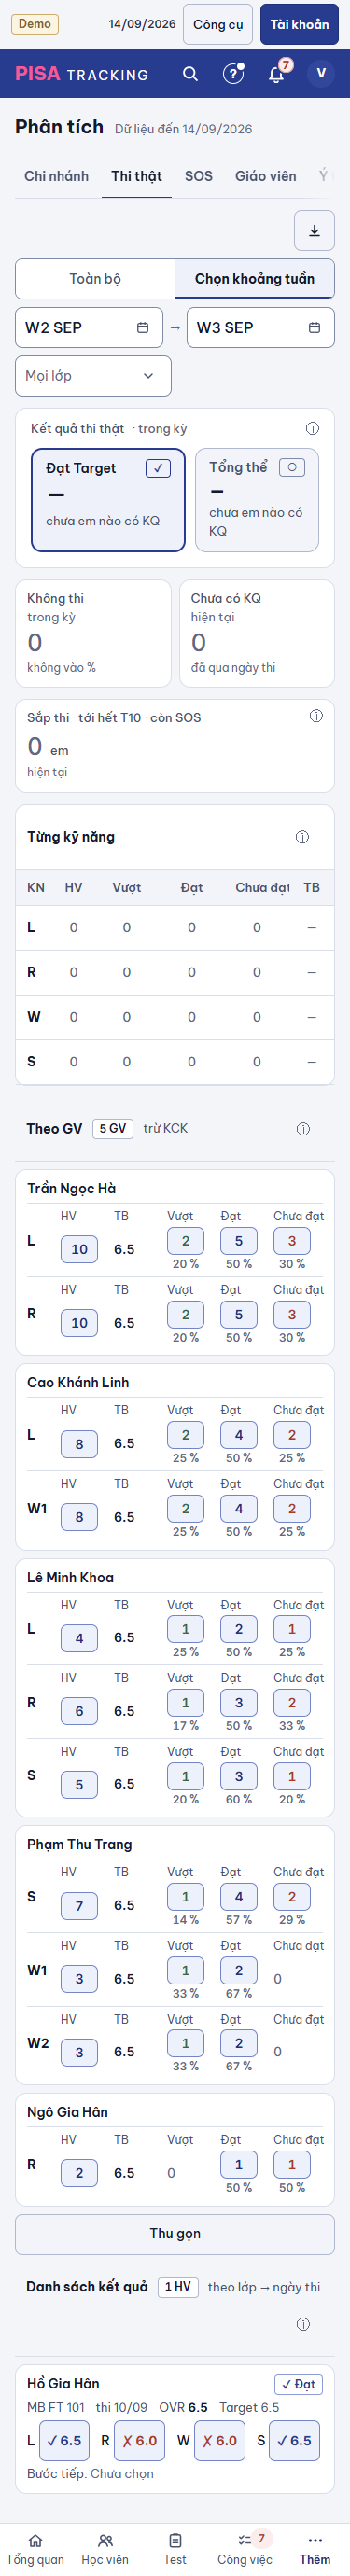 Demo 14/09/2026 Công cụ Tài khoản
PISA TRACKING ? 7 V
Phân tích Dữ liệu đến 14/09/2026
Chi nhánh Thi thật SOS Giáo viên Ý
Toàn bộ Chọn khoảng tuần
W2 SEP → W3 SEP
Mọi lớp
Kết quả thi thật · trong kỳ ⓘ
Đạt Target ✓ Tổng thể ○
– –
chưa em nào có KQ chưa em nào có
KQ
Không thi Chưa có KQ
trong kỳ hiện tại
0 0
không vào % đã qua ngày thi
Sắp thi · tới hết T10 · còn SOS ⓘ
0 em
hiện tại
Từng kỹ năng ⓘ
KN HV Vượt Đạt Chưa đạt TB
L 0 0 0 0 —
R 0 0 0 0 —
W 0 0 0 0 —
S 0 0 0 0 —
Theo GV 5 GV trừ KCK ⓘ
Trần Ngọc Hà
HV TB Vượt Đạt Chưa đạt
L 10 6.5 2 5 3
20 % 50 % 30 %
HV TB Vượt Đạt Chưa đạt
R 10 6.5 2 5 3
20 % 50 % 30 %
Cao Khánh Linh
HV TB Vượt Đạt Chưa đạt
L 8 6.5 2 4 2
25 % 50 % 25 %
HV TB Vượt Đạt Chưa đạt
W1 8 6.5 2 4 2
25 % 50 % 25 %
Lê Minh Khoa
HV TB Vượt Đạt Chưa đạt
L 4 6.5 1 2 1
25 % 50 % 25 %
HV TB Vượt Đạt Chưa đạt
R 6 6.5 1 3 2
17 % 50 % 33 %
HV TB Vượt Đạt Chưa đạt
S 5 6.5 1 3 1
20 % 60 % 20 %
Phạm Thu Trang
HV TB Vượt Đạt Chưa đạt
S 7 6.5 1 4 2
14 % 57 % 29 %
HV TB Vượt Đạt Chưa đạt
W1 3 6.5 1 2 0
33 % 67 %
HV TB Vượt Đạt Chưa đạt
W2 3 6.5 1 2 0
33 % 67 %
Ngô Gia Hân
HV TB Vượt Đạt Chưa đạt
R 2 6.5 0 1 1
50 % 50 %
Thu gọn
Danh sách kết quả 1 HV theo lớp → ngày thi
ⓘ
Hồ Gia Hân ✓ Đạt
MB FT 101 thi 10/09 OVR 6.5 Target 6.5
L ✓ 6.5 R ✗ 6.0 W ✗ 6.0 S ✓ 6.5
Bước tiếp: Chưa chọn
7
Tổng quan Học viên Test Công việc Thêm